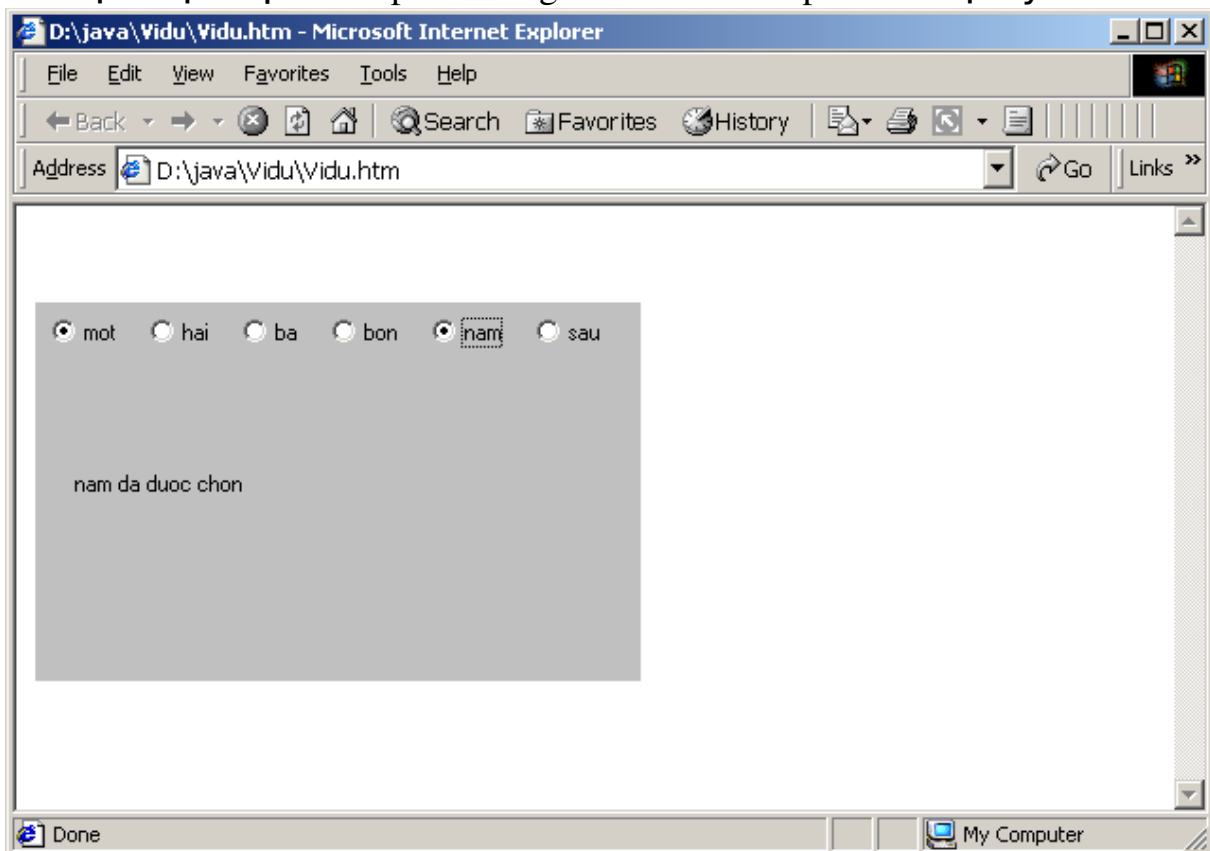 D:\java\Vidu\Vidu.htm - Microsoft Internet Explorer
File Edit View Favorites Tools Help
Back Search Favorites History
Address D:\java\Vidu\Vidu.htm Go Links »
mot hai ba bon nam sau
nam da duoc chon
Done My Computer